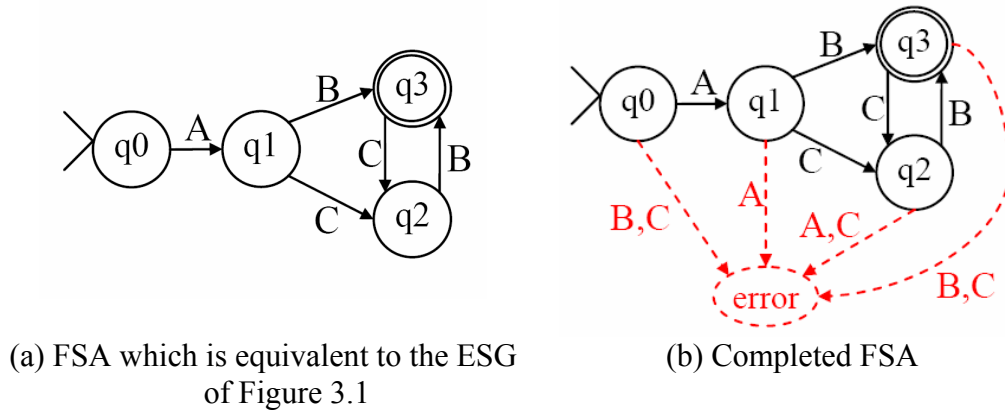 q0
A
q1
B
q3
C
B
C
q2
(a) FSA which is equivalent to the ESG
of Figure 3.1
q0
A
q1
B
q3
C
B
C
q2
B,C
A
A,C
B,C
error
(b) Completed FSA